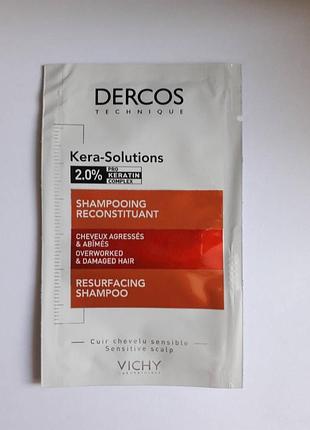 DERCOS
TECHNIQUE
Kera-Solutions
2.0% PRO KERATIN COMPLEX
SHAMPOOING
RECONSTITUANT
CHEVEUX AGRESSÉS
& ABÎMÉS
OVERWORKED
& DAMAGED HAIR
RESURFACING
SHAMPOO
Cuir chevelu sensible
Sensitive scalp
VICHY
LABORATOIRES